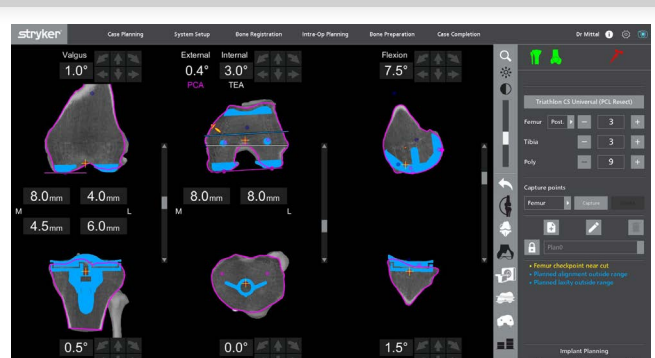 stryker
Case Planning System Setup Bone Registration Intra-Op Planning Bone Preparation Case Completion
Dr Mittal
Valgus
1.0°
External Internal
0.4° 3.0°
PCA TEA
Flexion
7.5°
8.0mm 4.0mm
M L
4.5mm 6.0mm
8.0mm 8.0mm
M L
0.5°
0.0°
1.5°
Triathlon CS Universal (PCL Resect)
Femur Post. − 3 +
Tibia − 3 +
Poly − 9 +
Capture points
Femur Capture
Plan0
• Femur checkpoint near cut
• Planned alignment outside range
• Planned laxity outside range
Implant Planning